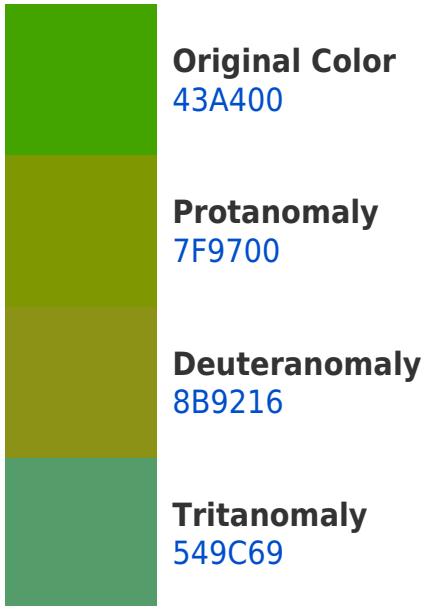 Original Color
43A400
Protanomaly
7F9700
Deuteranomaly
8B9216
Tritanomaly
549C69